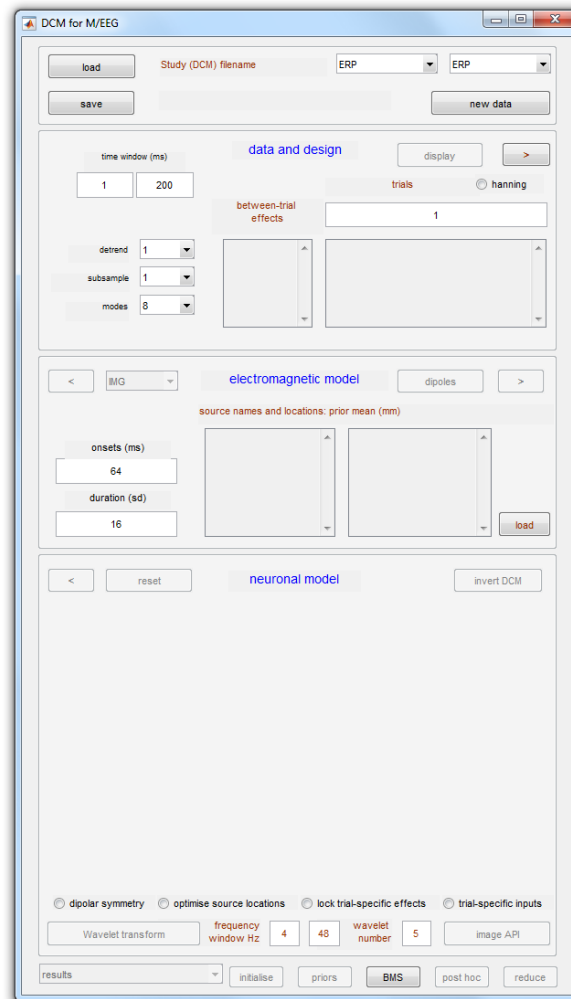 DCM for M/EEG
load Study (DCM) filename ERP ERP
save new data
data and design display >
time window (ms)
1 200 trials hanning
between-trial effects 1
detrend 1
subsample 1
modes 8
< IMG electromagnetic model dipoles >
source names and locations: prior mean (mm)
onsets (ms)
64
duration (sd)
16 load
< reset neuronal model invert DCM
dipolar symmetry optimise source locations lock trial-specific effects trial-specific inputs
Wavelet transform frequency window Hz 4 48 wavelet number 5 image API
results initialise priors BMS post hoc reduce